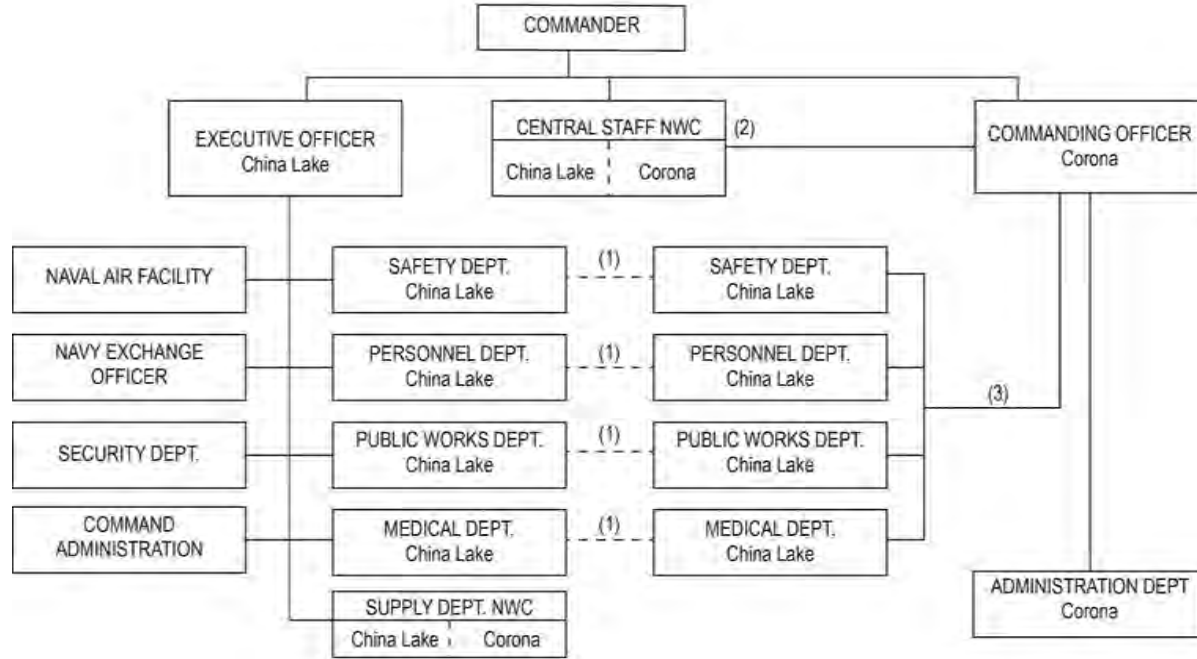 COMMANDER
EXECUTIVE OFFICER
China Lake
CENTRAL STAFF NWC
China Lake
Corona
(2)
COMMANDING OFFICER
Corona
NAVAL AIR FACILITY
SAFETY DEPT.
China Lake
(1)
SAFETY DEPT.
China Lake
NAVY EXCHANGE
OFFICER
PERSONNEL DEPT.
China Lake
(1)
PERSONNEL DEPT.
China Lake
(3)
SECURITY DEPT.
PUBLIC WORKS DEPT.
China Lake
(1)
PUBLIC WORKS DEPT.
China Lake
COMMAND
ADMINISTRATION
MEDICAL DEPT.
China Lake
(1)
MEDICAL DEPT.
China Lake
SUPPLY DEPT. NWC
China Lake
Corona
ADMINISTRATION DEPT
Corona